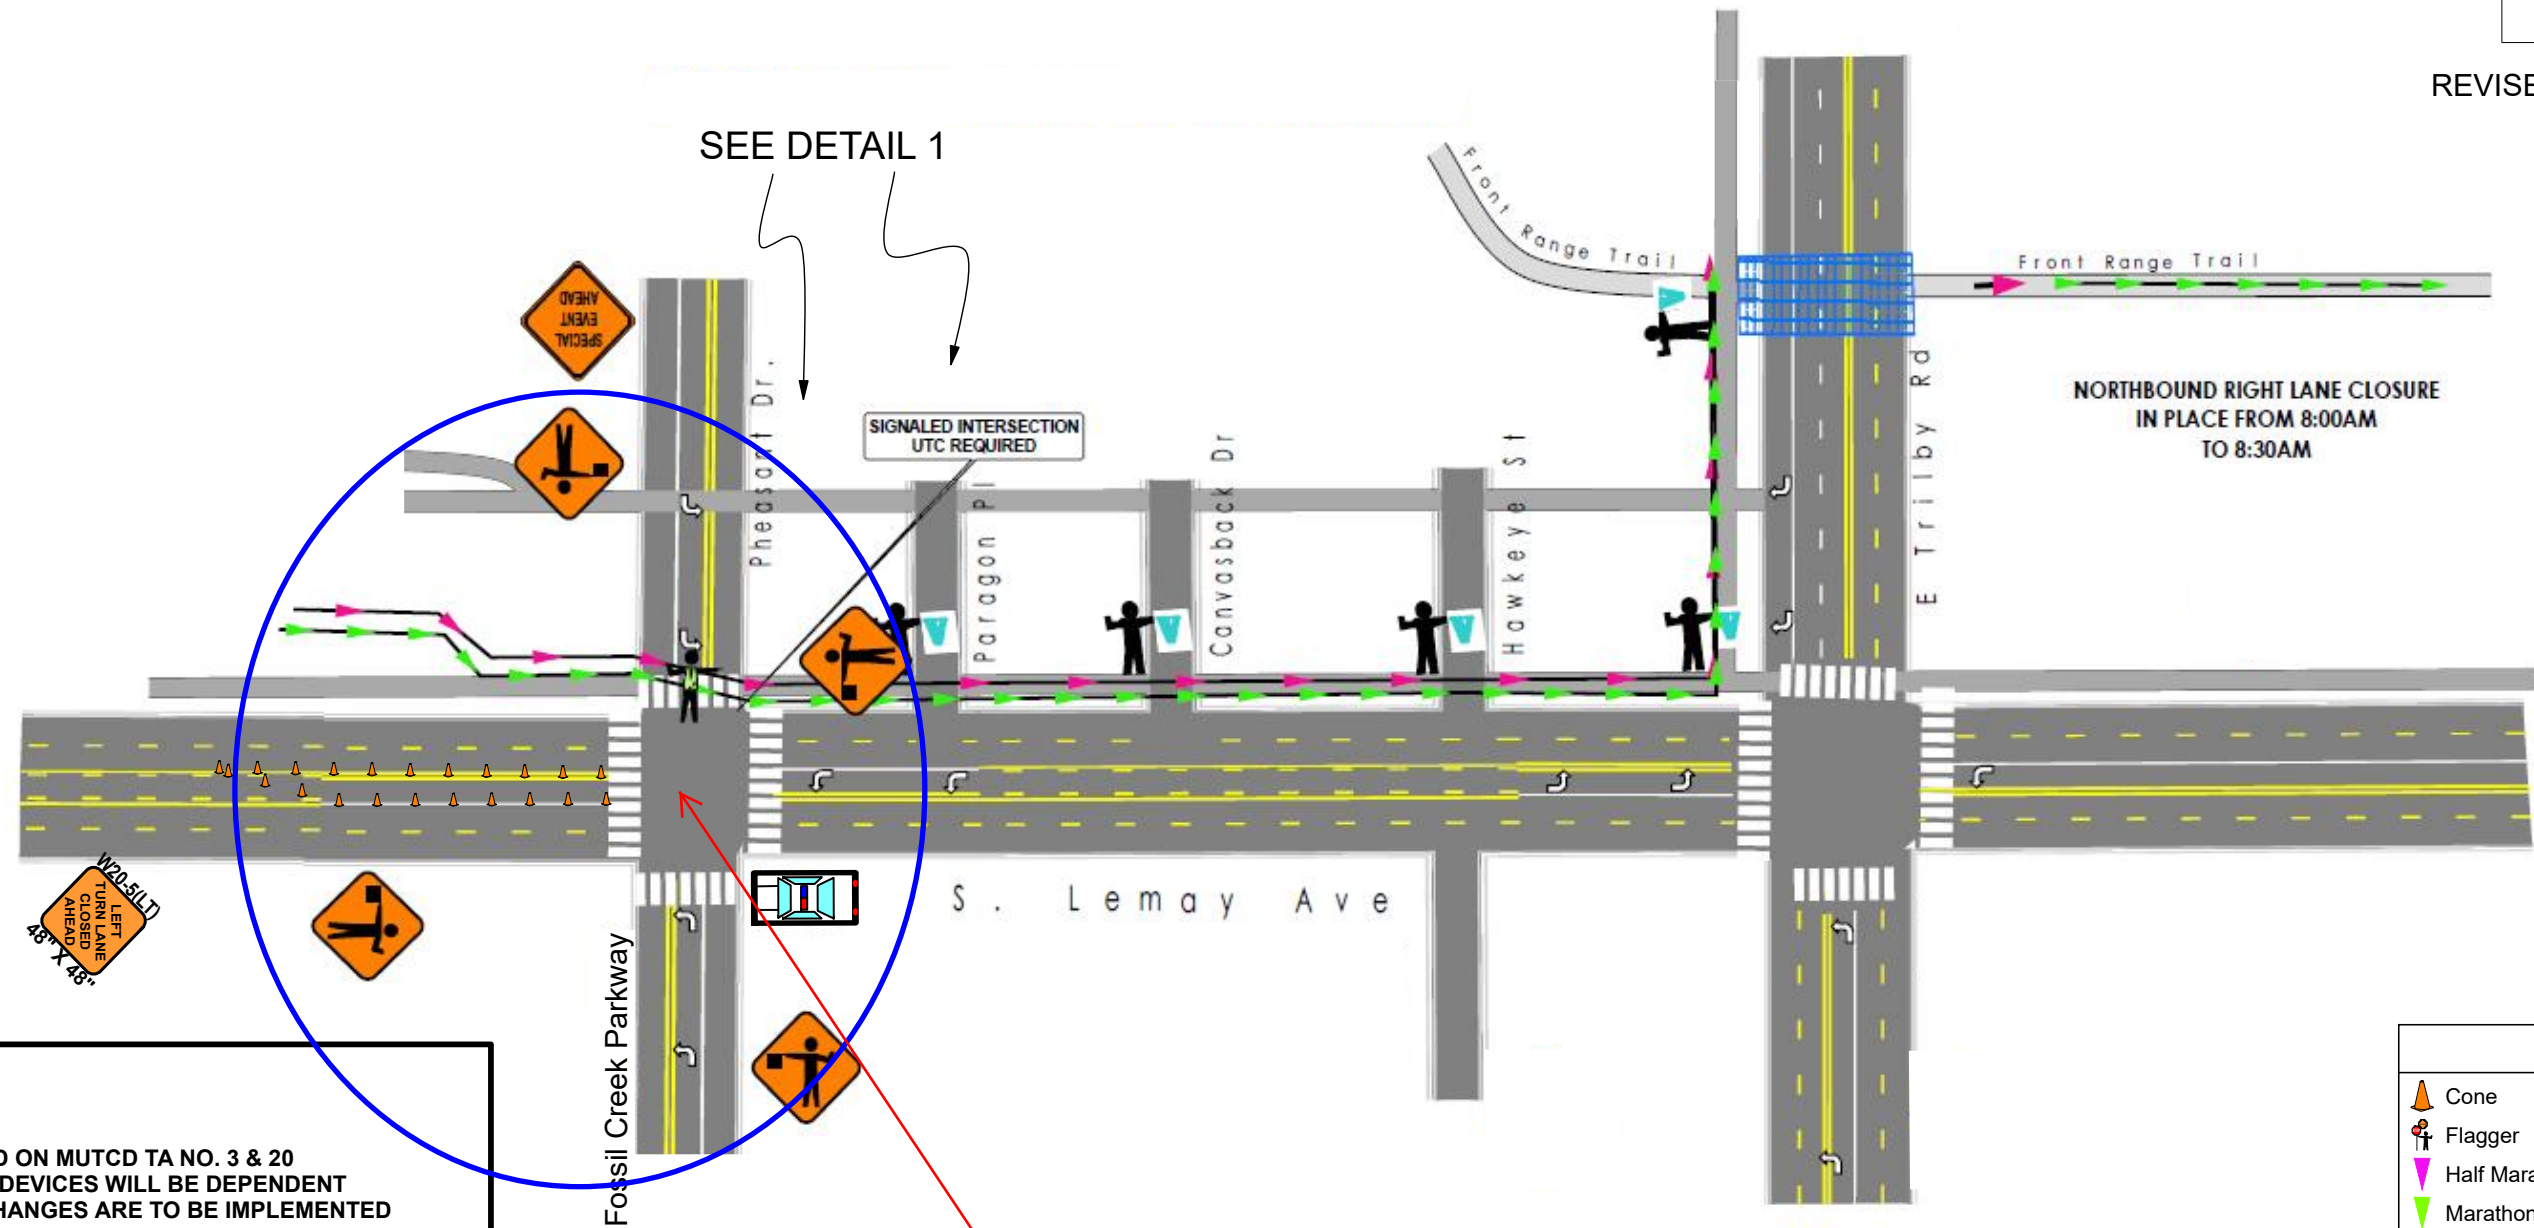 REVISE
SEE DETAIL 1
Front Range Trail
Front Range Trail
SPECIAL
EVENT
AHEAD
Pheasant Dr.
SIGNALED INTERSECTION
UTC REQUIRED
Paragon Pl
Canvasback Dr
Hawkeye St
E Trilby Rd
NORTHBOUND RIGHT LANE CLOSURE
IN PLACE FROM 8:00AM
TO 8:30AM
W20-5(LT)
LEFT
TURN LANE
CLOSED
AHEAD
48" X 48"
S. Lemay Ave
Fossil Creek Parkway
D ON MUTCD TA NO. 3 & 20
DEVICES WILL BE DEPENDENT
HANGES ARE TO BE IMPLEMENTED
Cone
Flagger
Half Mara
Marathon